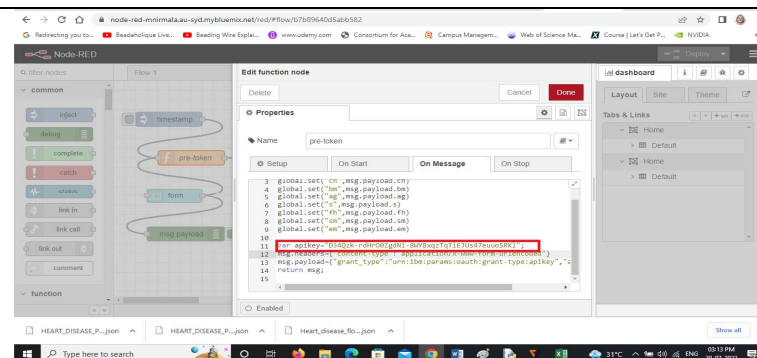 node-red-mnirmala.au-syd.mybluemix.net/red/#flow/b7b89640d5abb582
Redirecting you to... Beadaholique Live... Beading Wire Explai... www.udemy.com Consortium for Aca... Campus Managem... Web of Science Ma... Course | Let's Get P... NVIDIA
Node-RED Deploy
filter nodes Flow 1 Edit function node dashboard
Delete Cancel Done
common Layout Site Theme
inject timestamp Properties Tabs & Links
debug Home
complete pre-token Name pre-token Default
catch Setup On Start On Message On Stop Home
status form Default
link in
link call msg.payload
link out
comment
3 global.set("cn",msg.payload.cn)
4 global.set("bm",msg.payload.bm)
5 global.set("ag",msg.payload.ag)
6 global.set("s",msg.payload.s)
7 global.set("fh",msg.payload.fh)
8 global.set("sm",msg.payload.sm)
9 global.set("em",msg.payload.em)
10
11 var apikey=
12 msg.headers={"content-type":"application/x-www-form-urlencoded"}
13 msg.payload={"grant_type":"urn:ibm:params:oauth:grant-type:apikey","a
14 return msg;
15
function Enabled
HEART_DISEASE_P....json HEART_DISEASE_P....json Heart_disease_flo....json Show all
Type here to search 31°C ENG 03:13 PM